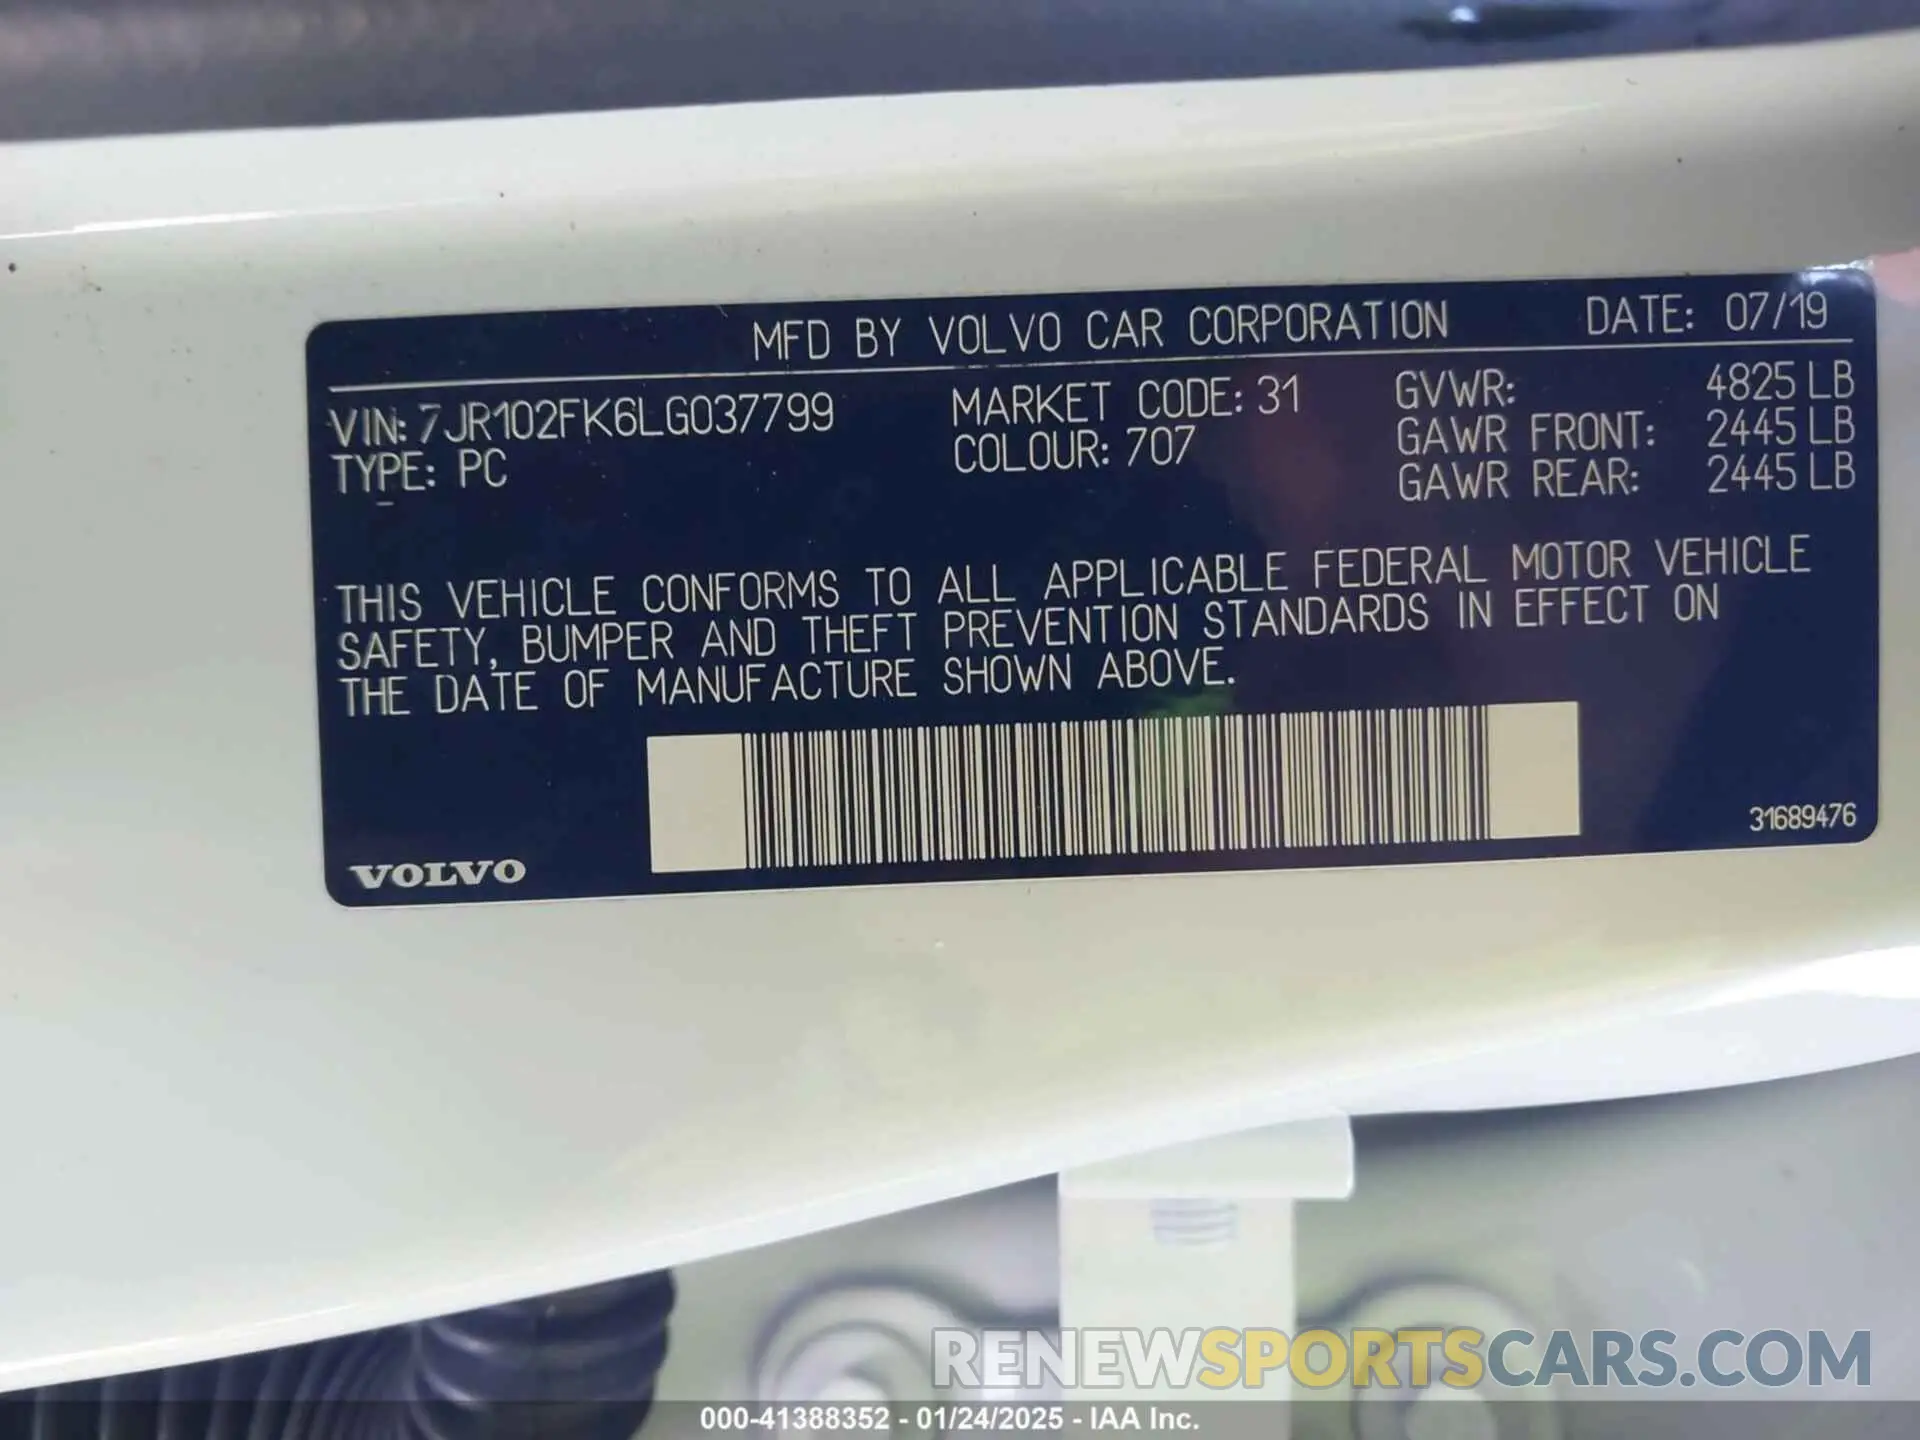 MFD BY VOLVO CAR CORPORATION DATE: 07/19
VIN: 7JR102FK6LG037799 MARKET CODE: 31 GVWR: 4825 LB
TYPE: PC COLOUR: 707 GAWR FRONT: 2445 LB
GAWR REAR: 2445 LB
THIS VEHICLE CONFORMS TO ALL APPLICABLE FEDERAL MOTOR VEHICLE
SAFETY, BUMPER AND THEFT PREVENTION STANDARDS IN EFFECT ON
THE DATE OF MANUFACTURE SHOWN ABOVE.
31689476
VOLVO
RENEWSPORTSCARS.COM
000-41388352 - 01/24/2025 - IAA Inc.